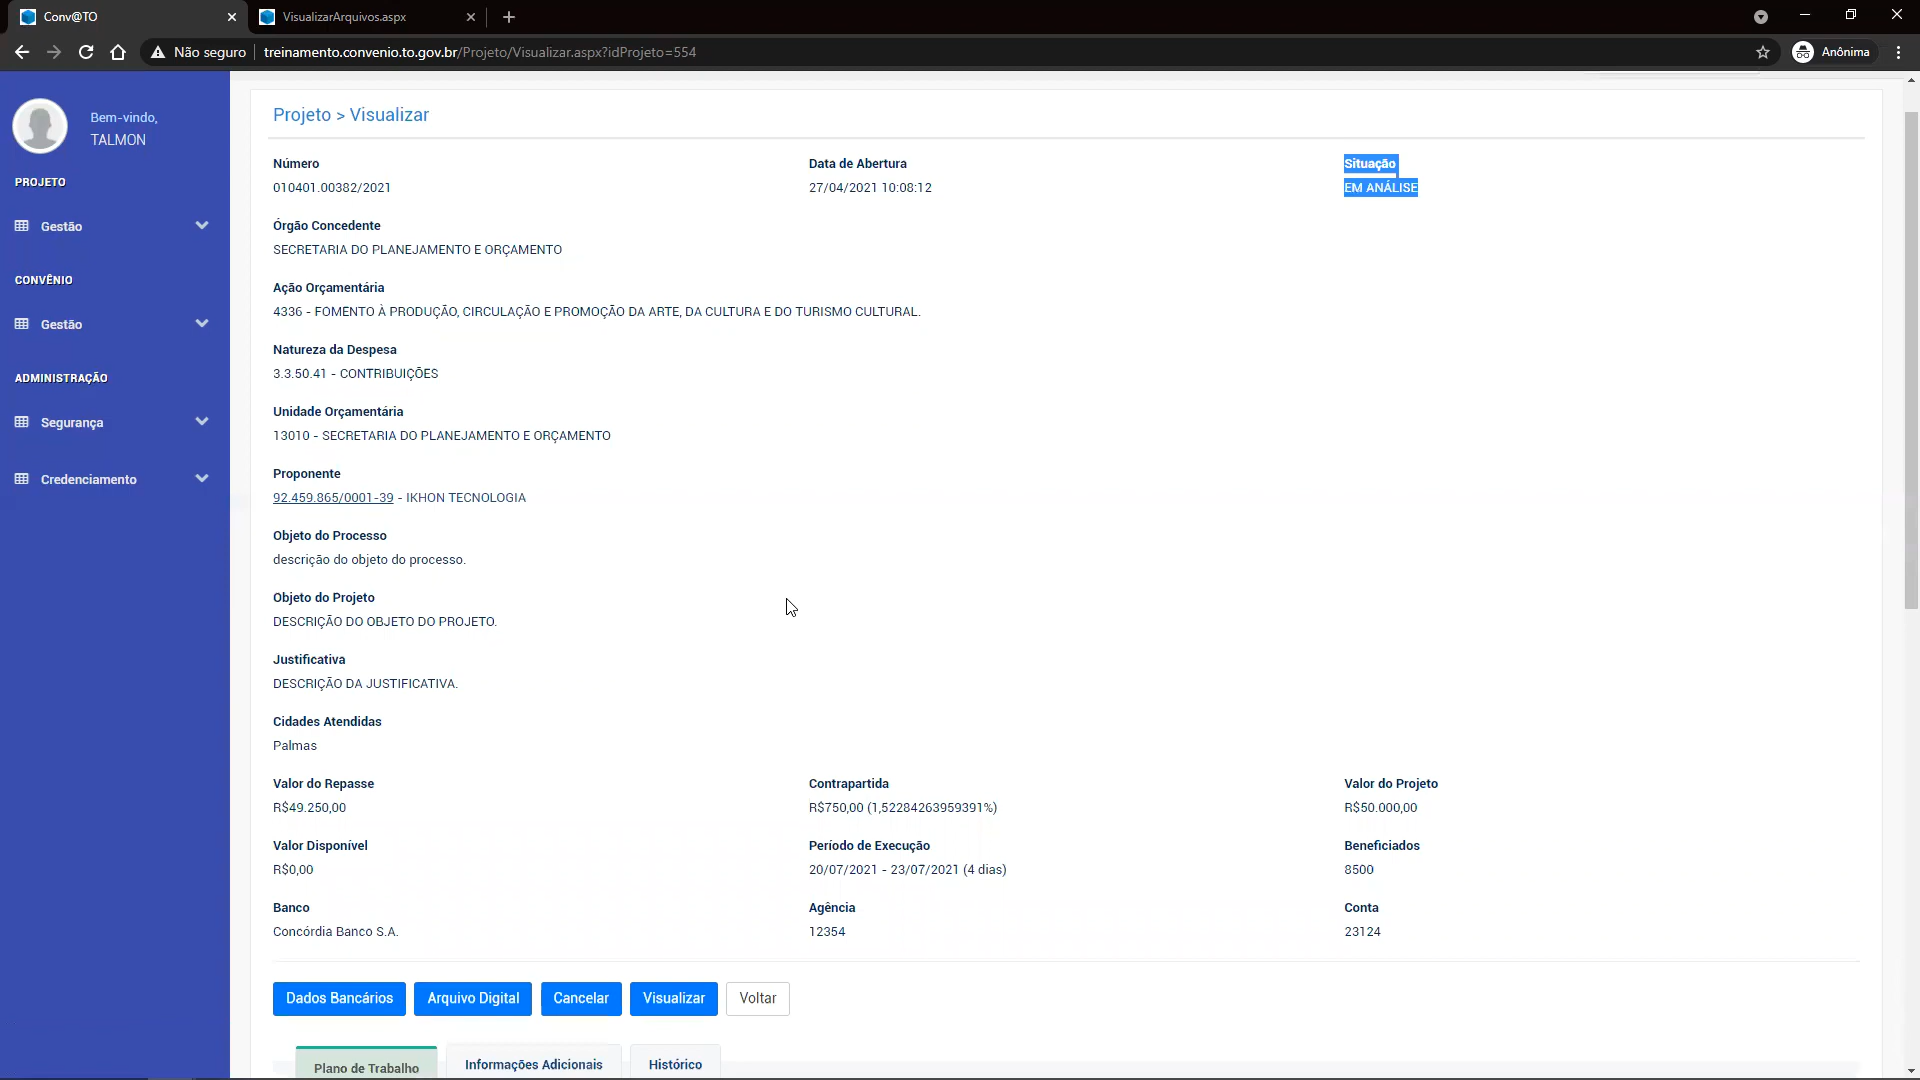 Conv@TO
VisualizarArquivos.aspx
Não seguro
treinamento.convenio.to.gov.br/Projeto/Visualizar.aspx?idProjeto=554
Anônima
Bem-vindo,
TALMON
PROJETO
Gestão
CONVÊNIO
Gestão
ADMINISTRAÇÃO
Segurança
Credenciamento
Projeto > Visualizar
Número
Data de Abertura
Situação
010401.00382/2021
27/04/2021 10:08:12
EM ANÁLISE
Órgão Concedente
SECRETARIA DO PLANEJAMENTO E ORÇAMENTO
Ação Orçamentária
4336 - FOMENTO À PRODUÇÃO, CIRCULAÇÃO E PROMOÇÃO DA ARTE, DA CULTURA E DO TURISMO CULTURAL.
Natureza da Despesa
3.3.50.41 - CONTRIBUIÇÕES
Unidade Orçamentária
13010 - SECRETARIA DO PLANEJAMENTO E ORÇAMENTO
Proponente
92.459.865/0001-39 - IKHON TECNOLOGIA
Objeto do Processo
descrição do objeto do processo.
Objeto do Projeto
DESCRIÇÃO DO OBJETO DO PROJETO.
Justificativa
DESCRIÇÃO DA JUSTIFICATIVA.
Cidades Atendidas
Palmas
Valor do Repasse
Contrapartida
Valor do Projeto
R$49.250,00
R$750,00 (1,52284263959391%)
R$50.000,00
Valor Disponível
Período de Execução
Beneficiados
R$0,00
20/07/2021 - 23/07/2021 (4 dias)
8500
Banco
Agência
Conta
Concórdia Banco S.A.
12354
23124
Dados Bancários
Arquivo Digital
Cancelar
Visualizar
Voltar
Plano de Trabalho
Informações Adicionais
Histórico